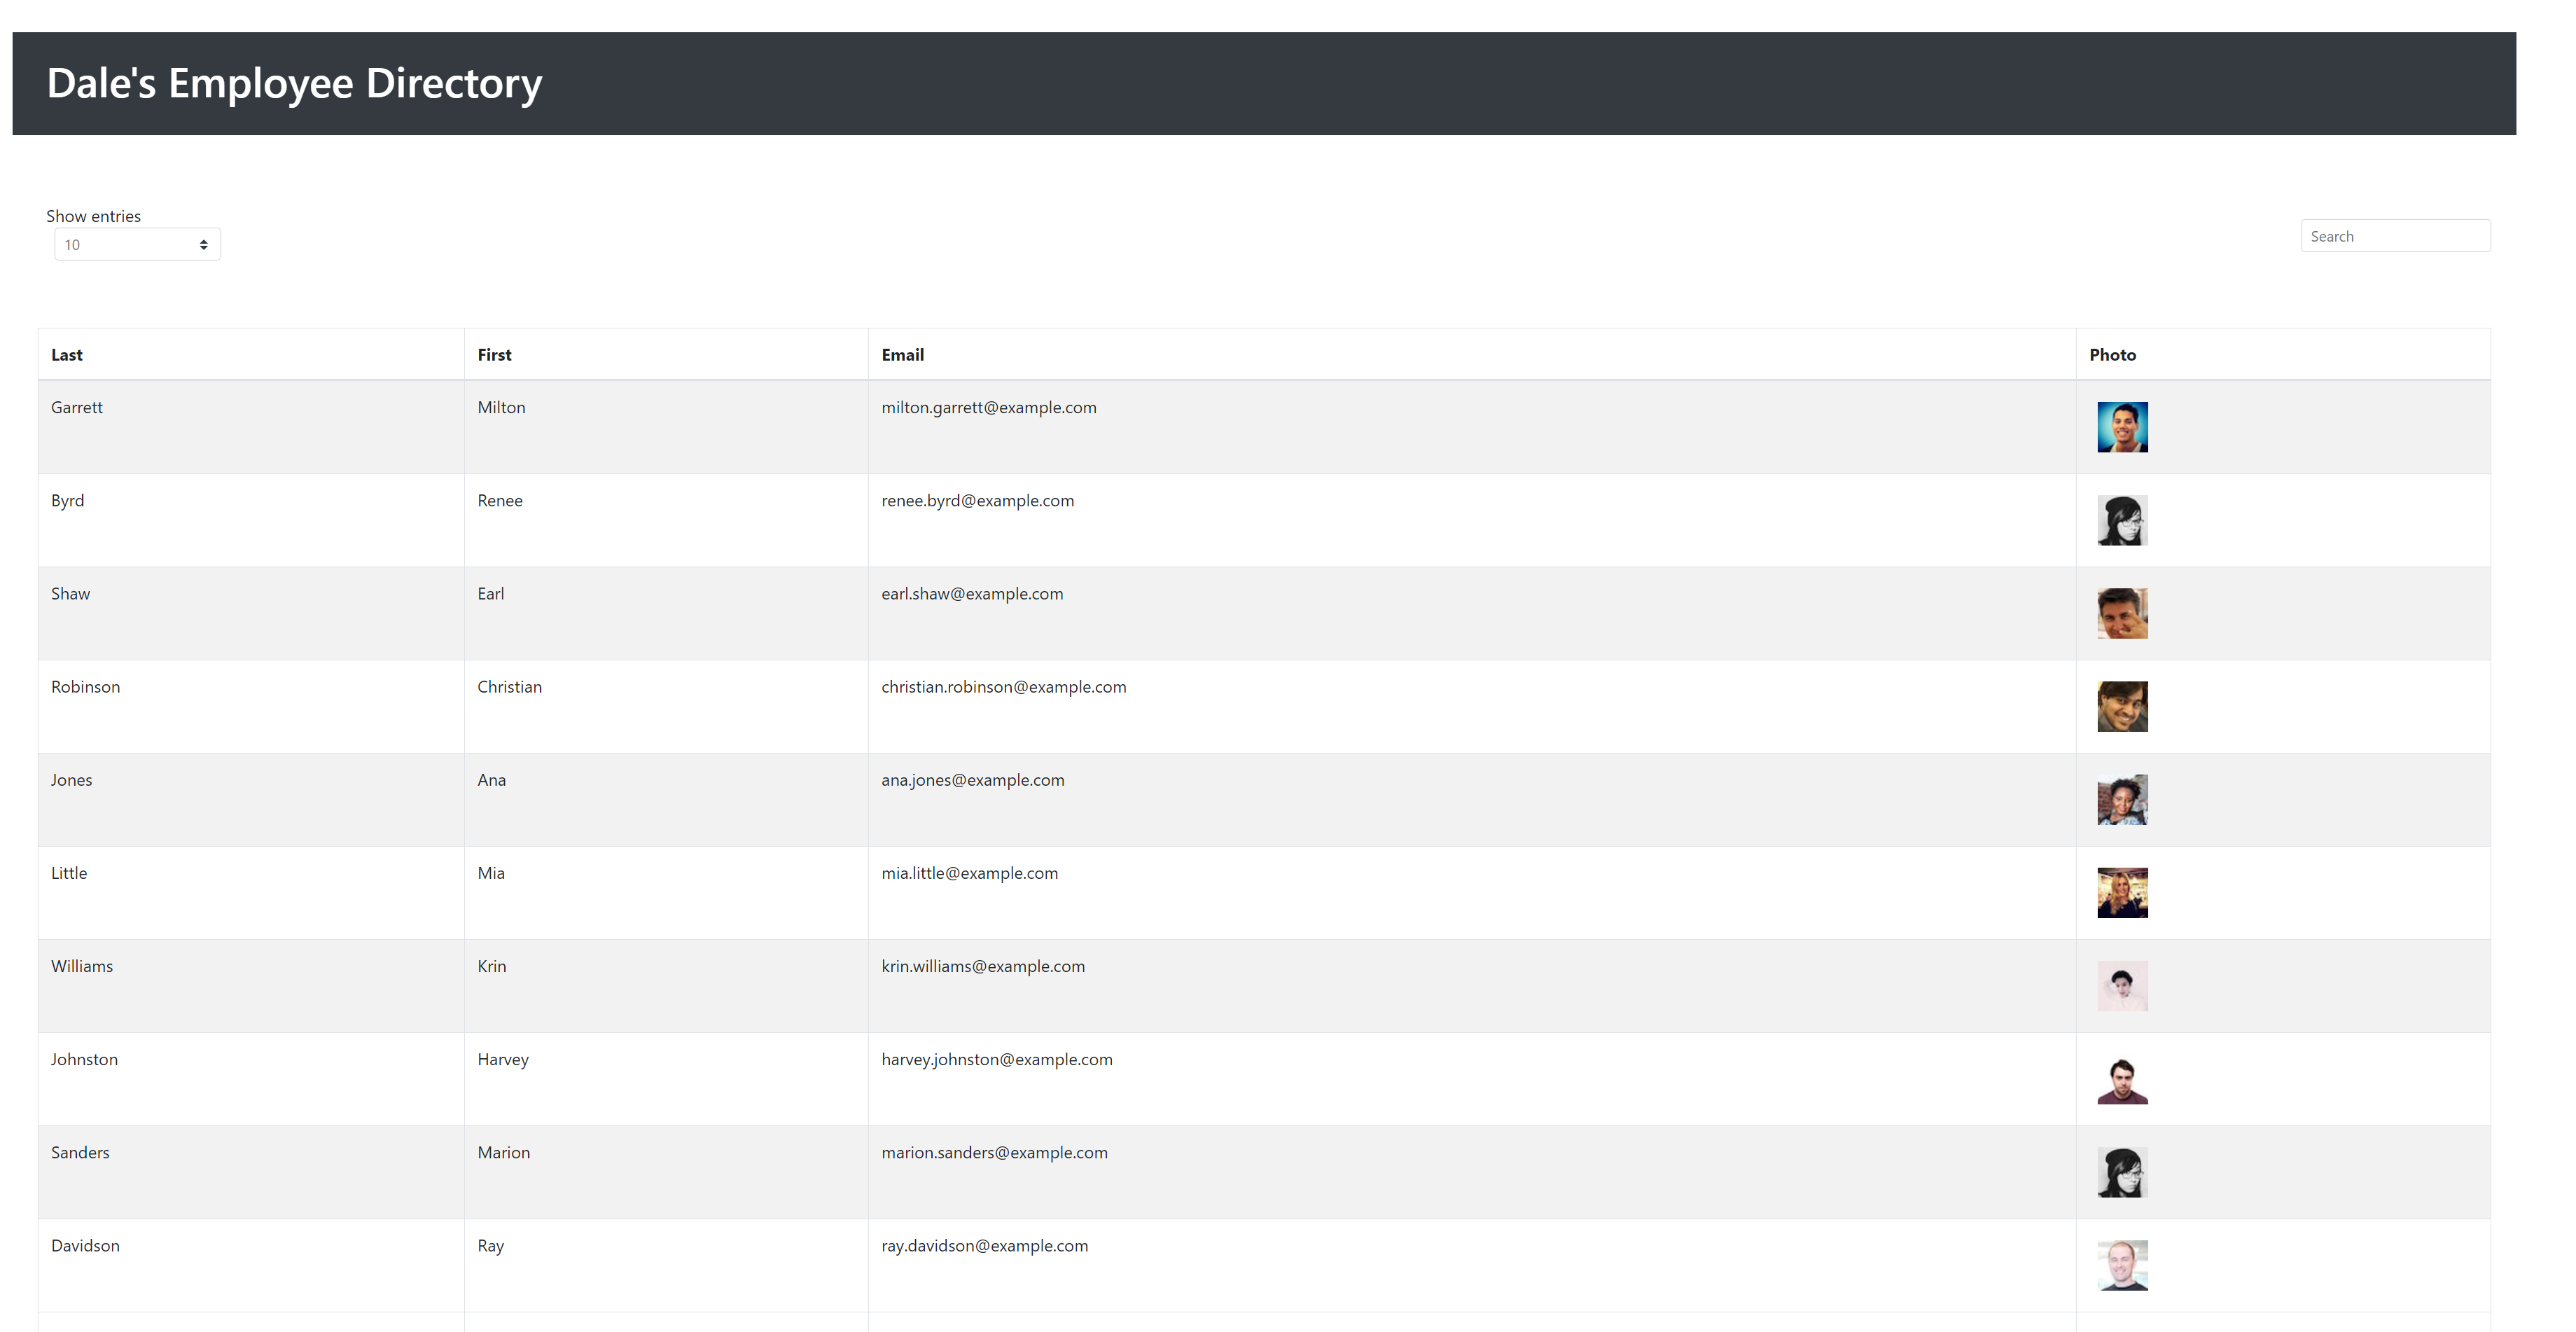 Dale's Employee Directory
Show entries
10
Search
Last First Email Photo
Garrett Milton milton.garrett@example.com
Byrd Renee renee.byrd@example.com
Shaw Earl earl.shaw@example.com
Robinson Christian christian.robinson@example.com
Jones Ana ana.jones@example.com
Little Mia mia.little@example.com
Williams Krin krin.williams@example.com
Johnston Harvey harvey.johnston@example.com
Sanders Marion marion.sanders@example.com
Davidson Ray ray.davidson@example.com